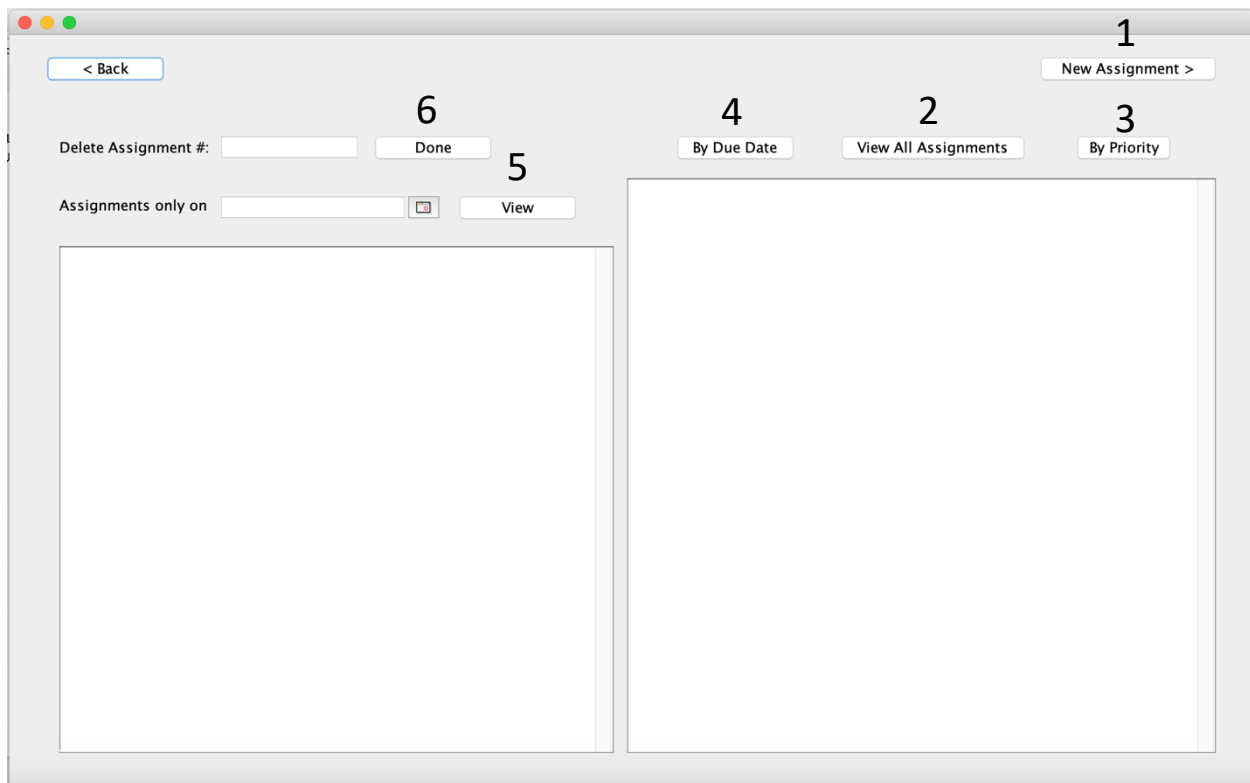 1
< Back
New Assignment >
6
4
2
3
Delete Assignment #:
Done
By Due Date
View All Assignments
By Priority
5
Assignments only on
View